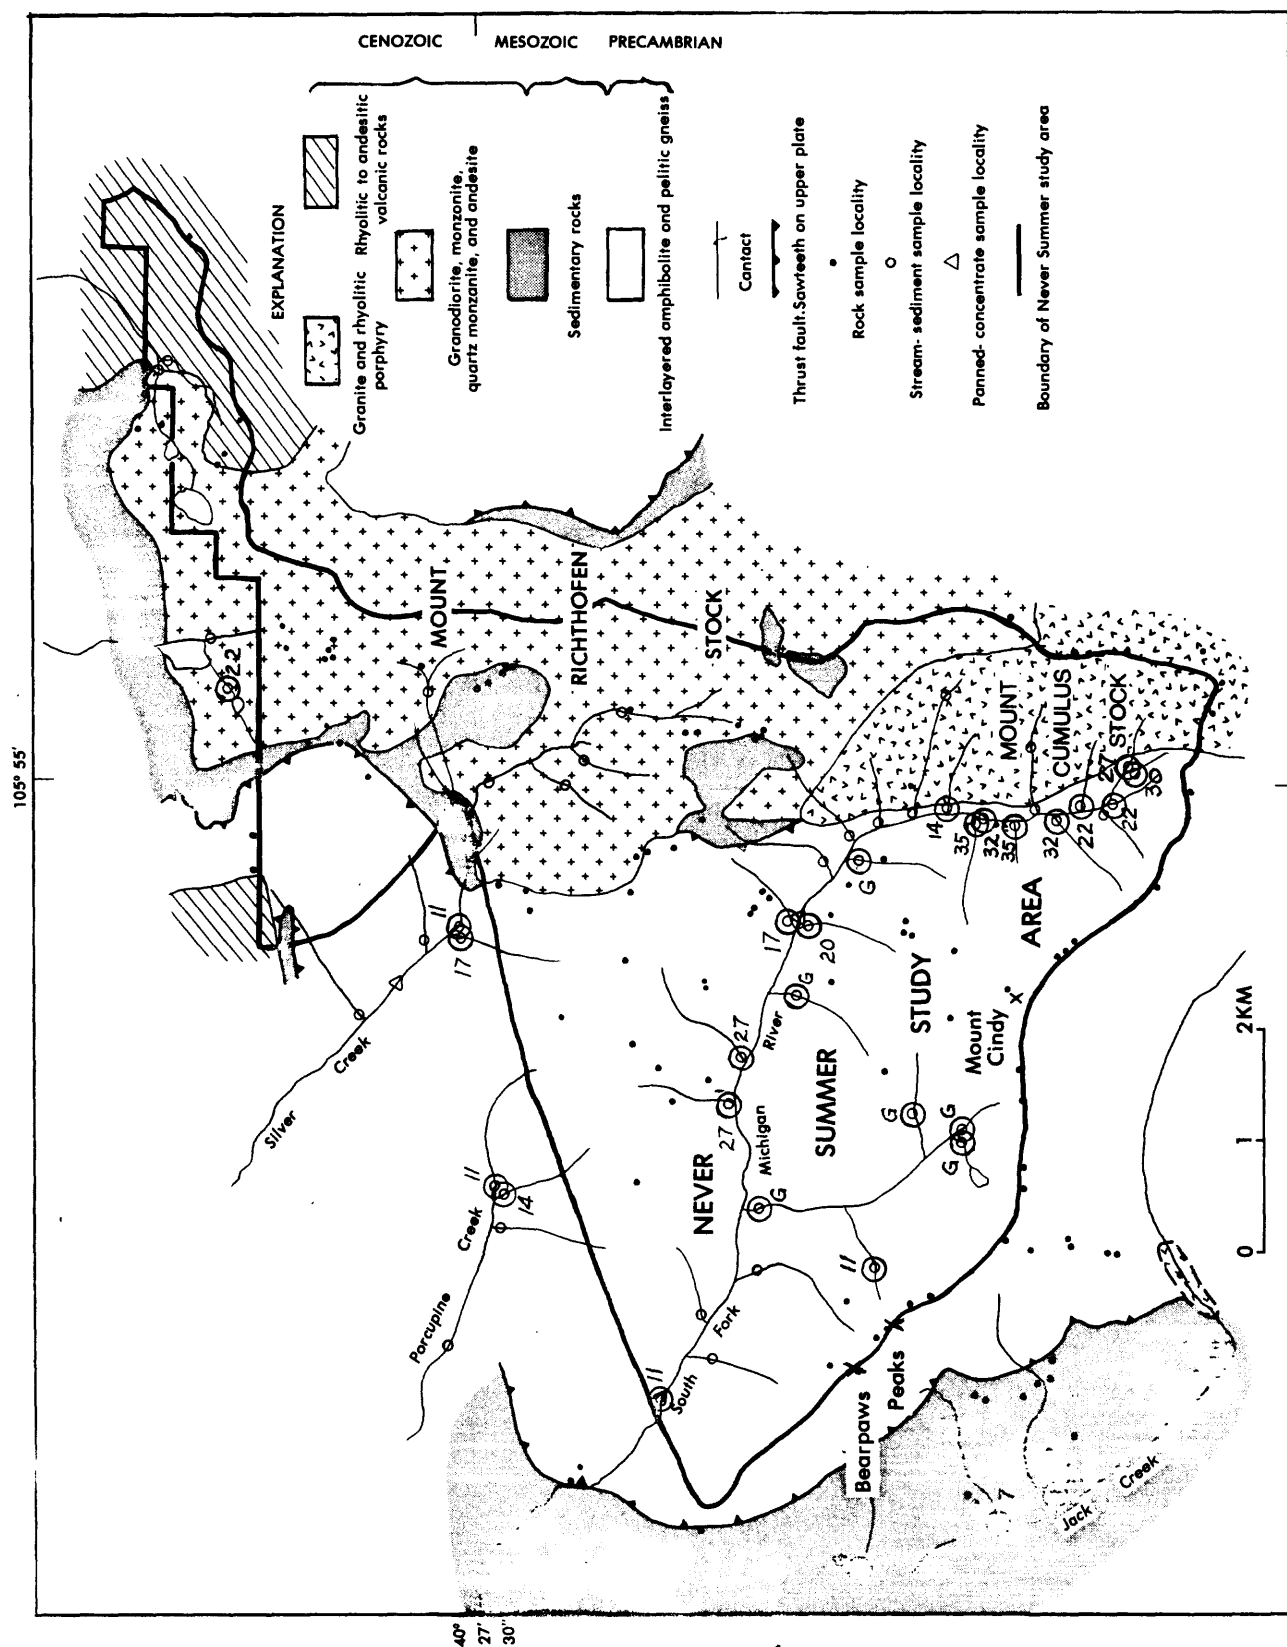 105° 55'
40°
27'
30"
CENOZOIC
MESOZOIC
PRECAMBRIAN
EXPLANATION
Granite and rhyolitic
porphyry
Rhyolitic to andesitic
valcanic rocks
Granodiorite, monzonite,
quartz monzanite, and andesite
Sedimentary rocks
Interlayered amphibolite and pelitic gneiss
Cantact
Thrust fault. Sawteeth on upper plate
Rock sample locality
Stream- sediment sample locality
Panned- concentrate sample locality
Boundary of Never Summer study area
22
MOUNT
RICHTHOFEN
STOCK
MOUNT
CUMULUS
STOCK
27
30
22
22
32
35
32
35
14
G
17
20
G
11
17
Silver
Creek
27
27
River
Michigan
11
14
Creek
Porcupine
NEVER
SUMMER
STUDY
AREA
Mount
Cindy
G
G
G
G
11
Fork
South
11
Bearpaws
Peaks
Jack
Creek
0
1
2KM